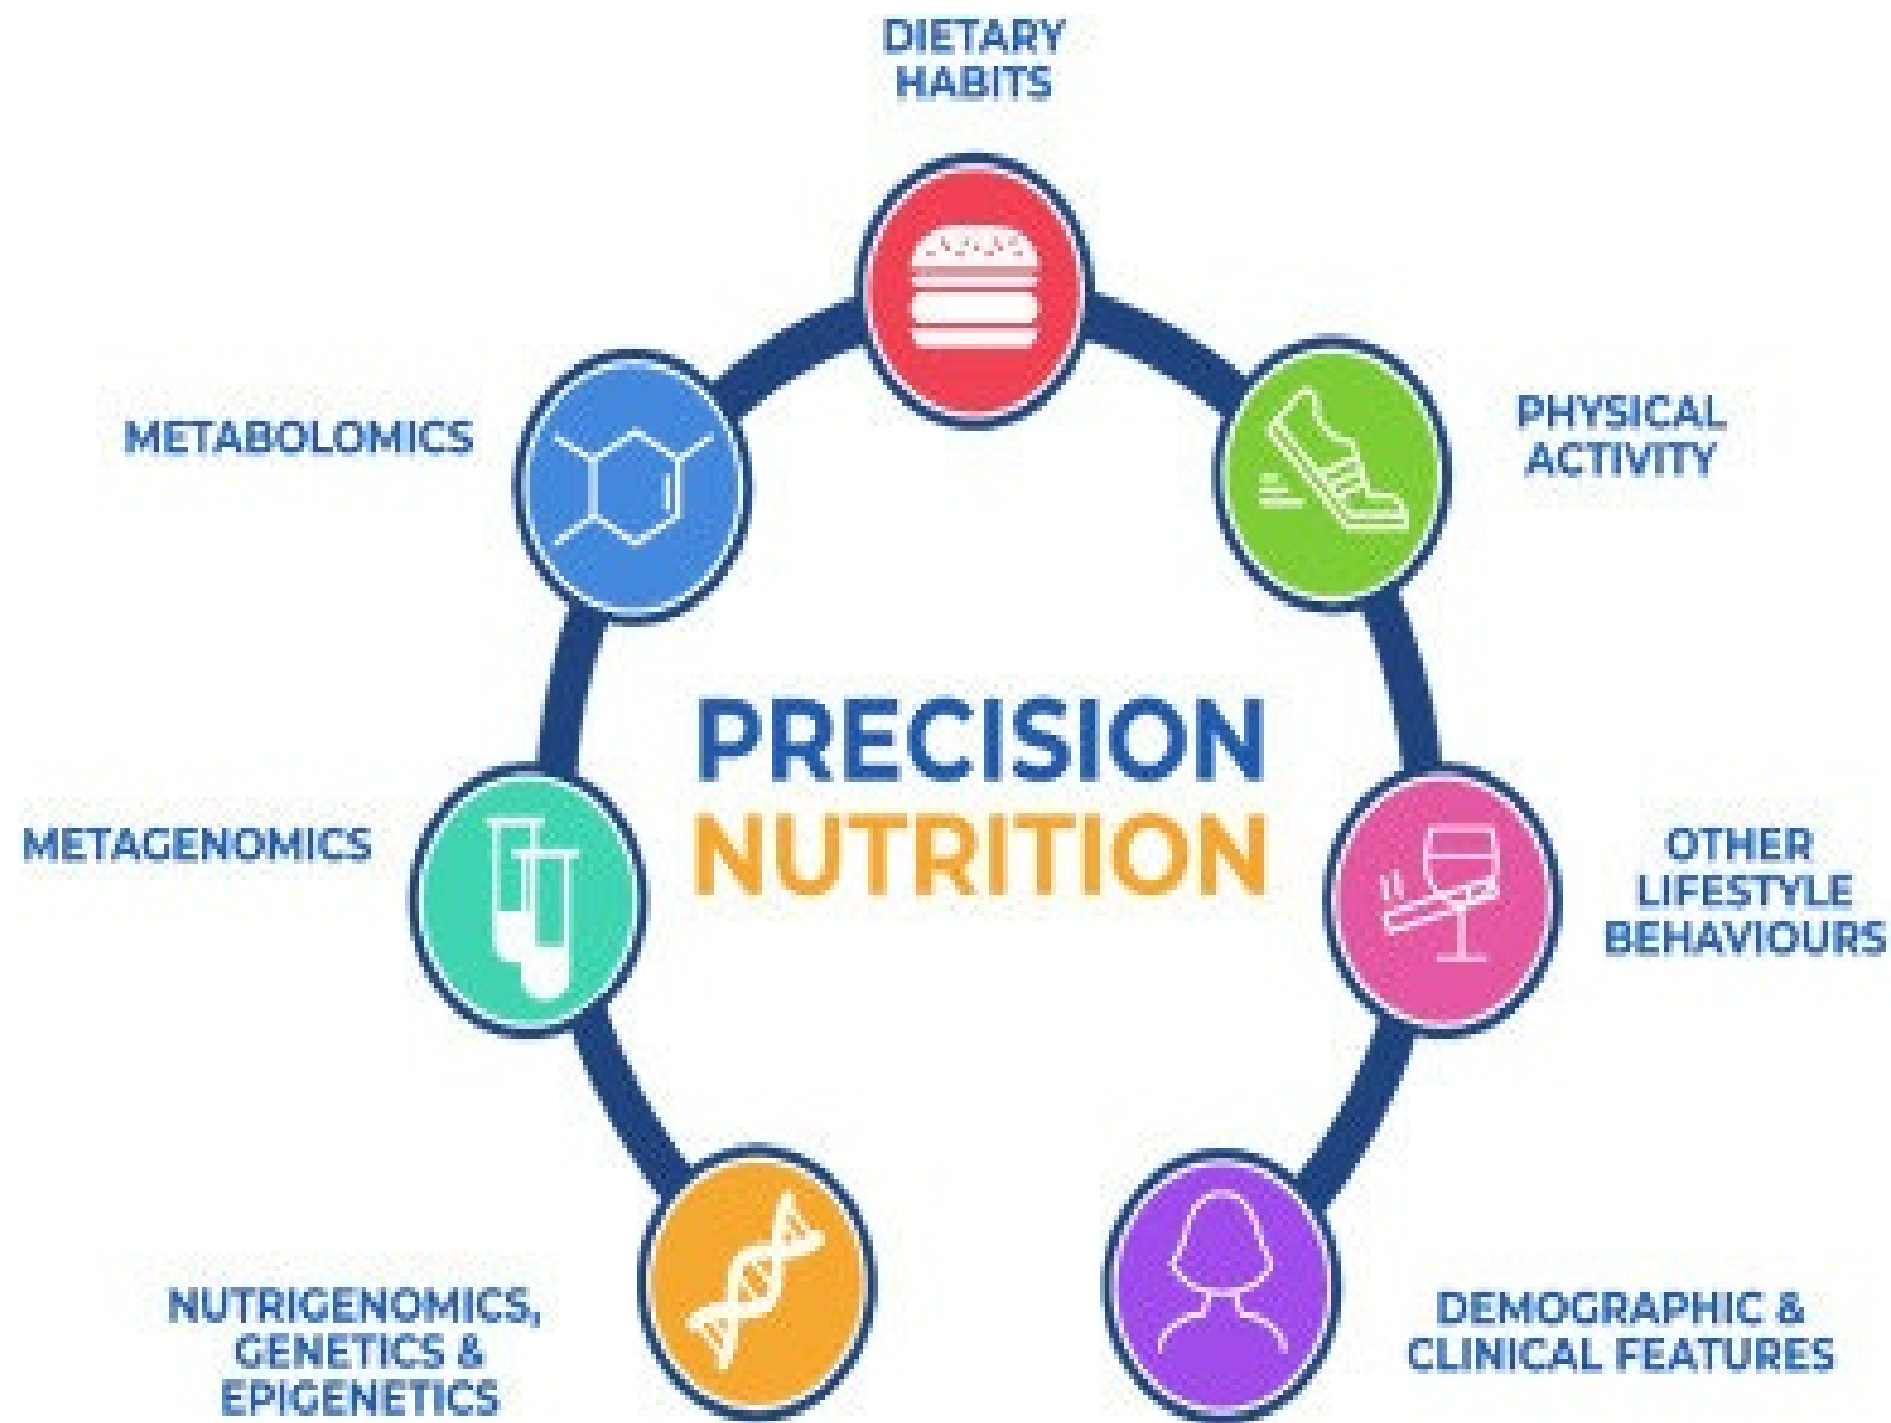 DIETARY
HABITS
PHYSICAL
ACTIVITY
METABOLOMICS
PRECISION
NUTRITION
METAGENOMICS
OTHER
LIFESTYLE
BEHAVIOURS
NUTRIGENOMICS,
GENETICS &
EPIGENETICS
DEMOGRAPHIC &
CLINICAL FEATURES